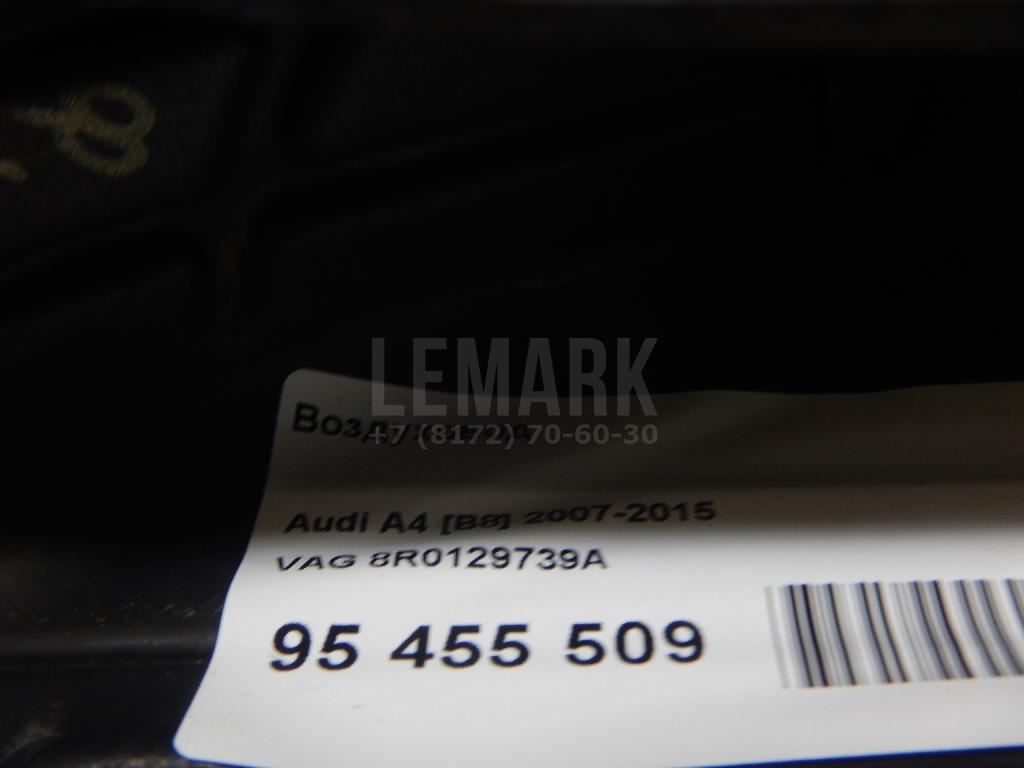 LEMARK
+7 (8172) 70-60-30
Audi A4 [B8] 2007-2015
VAG 8R0129739A
95 455 509